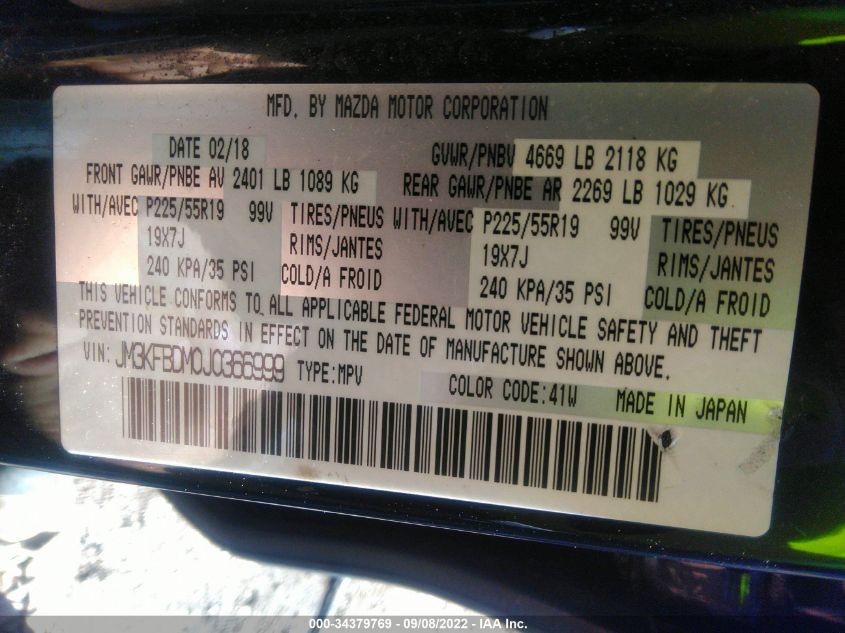 MFD. BY MAZDA MOTOR CORPORATION
DATE 02/18 GVWR/PNBV 4669 LB 2118 KG
FRONT GAWR/PNBE AV 2401 LB 1089 KG REAR GAWR/PNBE AR 2269 LB 1029 KG
WITH/AVEC P225/55R19 99V TIRES/PNEUS WITH/AVEC P225/55R19 99V TIRES/PNEUS
19X7J RIMS/JANTES 19X7J RIMS/JANTES
240 KPA/35 PSI COLD/A FROID 240 KPA/35 PSI COLD/A FROID
THIS VEHICLE CONFORMS TO ALL APPLICABLE FEDERAL MOTOR VEHICLE SAFETY AND THEFT
PREVENTION STANDARDS IN EFFECT ON THE DATE OF MANUFACTURE SHOWN ABOVE.
VIN: JM3KFBDM0J0366999 TYPE:MPV COLOR CODE:41W MADE IN JAPAN
000-34379769 - 09/08/2022 - IAA Inc.